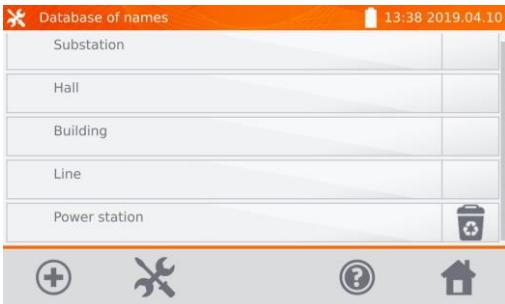 Database of names 13:38 2019.04.10
Substation
Hall
Building
Line
Power station